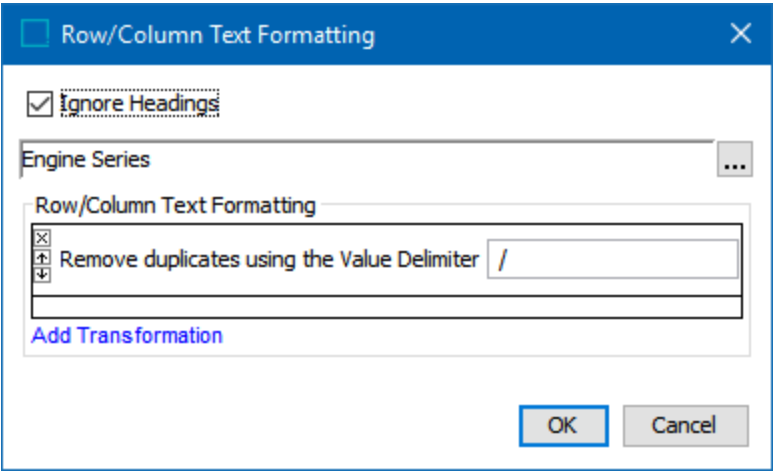 Row/Column Text Formatting
Ignore Headings
Engine Series
...
Row/Column Text Formatting
Remove duplicates using the Value Delimiter /
Add Transformation
OK Cancel